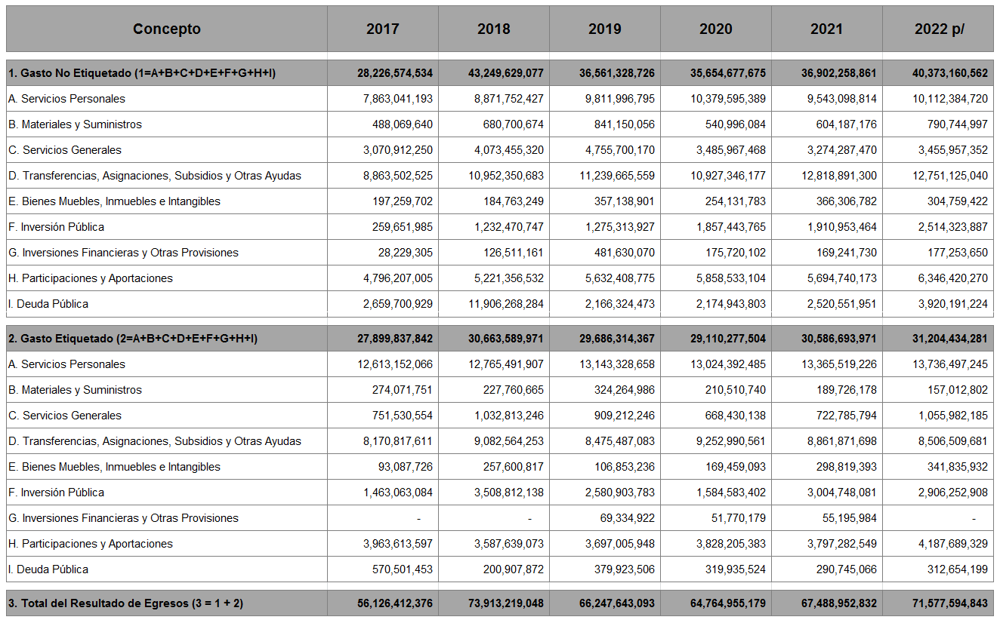 Concepto 2017 2018 2019 2020 2021 2022 p/
1. Gasto No Etiquetado (1=A+B+C+D+E+F+G+H+I) 28,226,574,534 43,249,629,077 36,561,328,726 35,654,677,675 36,902,258,861 40,373,160,562
A. Servicios Personales 7,863,041,193 8,871,752,427 9,811,996,795 10,379,595,389 9,543,098,814 10,112,384,720
B. Materiales y Suministros 488,069,640 680,700,674 841,150,056 540,996,084 604,187,176 790,744,997
C. Servicios Generales 3,070,912,250 4,073,455,320 4,755,700,170 3,485,967,468 3,274,287,470 3,455,957,352
D. Transferencias, Asignaciones, Subsidios y Otras Ayudas 8,863,502,525 10,952,350,683 11,239,665,559 10,927,346,177 12,818,891,300 12,751,125,040
E. Bienes Muebles, Inmuebles e Intangibles 197,259,702 184,763,249 357,138,901 254,131,783 366,306,782 304,759,422
F. Inversión Pública 259,651,985 1,232,470,747 1,275,313,927 1,857,443,765 1,910,953,464 2,514,323,887
G. Inversiones Financieras y Otras Provisiones 28,229,305 126,511,161 481,630,070 175,720,102 169,241,730 177,253,650
H. Participaciones y Aportaciones 4,796,207,005 5,221,356,532 5,632,408,775 5,858,533,104 5,694,740,173 6,346,420,270
I. Deuda Pública 2,659,700,929 11,906,268,284 2,166,324,473 2,174,943,803 2,520,551,951 3,920,191,224
2. Gasto Etiquetado (2=A+B+C+D+E+F+G+H+I) 27,899,837,842 30,663,589,971 29,686,314,367 29,110,277,504 30,586,693,971 31,204,434,281
A. Servicios Personales 12,613,152,066 12,765,491,907 13,143,328,658 13,024,392,485 13,365,519,226 13,736,497,245
B. Materiales y Suministros 274,071,751 227,760,665 324,264,986 210,510,740 189,726,178 157,012,802
C. Servicios Generales 751,530,554 1,032,813,246 909,212,246 668,430,138 722,785,794 1,055,982,185
D. Transferencias, Asignaciones, Subsidios y Otras Ayudas 8,170,817,611 9,082,564,253 8,475,487,083 9,252,990,561 8,861,871,698 8,506,509,681
E. Bienes Muebles, Inmuebles e Intangibles 93,087,726 257,600,817 106,853,236 169,459,093 298,819,393 341,835,932
F. Inversión Pública 1,463,063,084 3,508,812,138 2,580,903,783 1,584,583,402 3,004,748,081 2,906,252,908
G. Inversiones Financieras y Otras Provisiones - - 69,334,922 51,770,179 55,195,984 -
H. Participaciones y Aportaciones 3,963,613,597 3,587,639,073 3,697,005,948 3,828,205,383 3,797,282,549 4,187,689,329
I. Deuda Pública 570,501,453 200,907,872 379,923,506 319,935,524 290,745,066 312,654,199
3. Total del Resultado de Egresos (3 = 1 + 2) 56,126,412,376 73,913,219,048 66,247,643,093 64,764,955,179 67,488,952,832 71,577,594,843